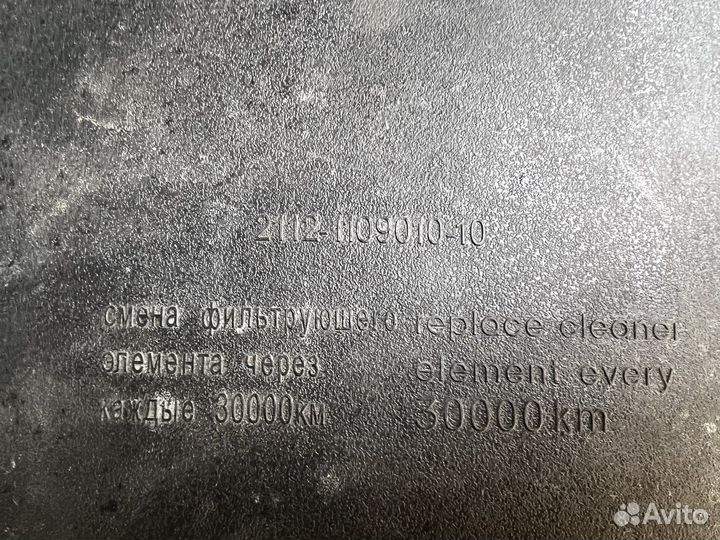 2112-1109010-10
смена фильтрующего
элемента через
каждые 30000км
replace cleaner
element every
30000km
Avito